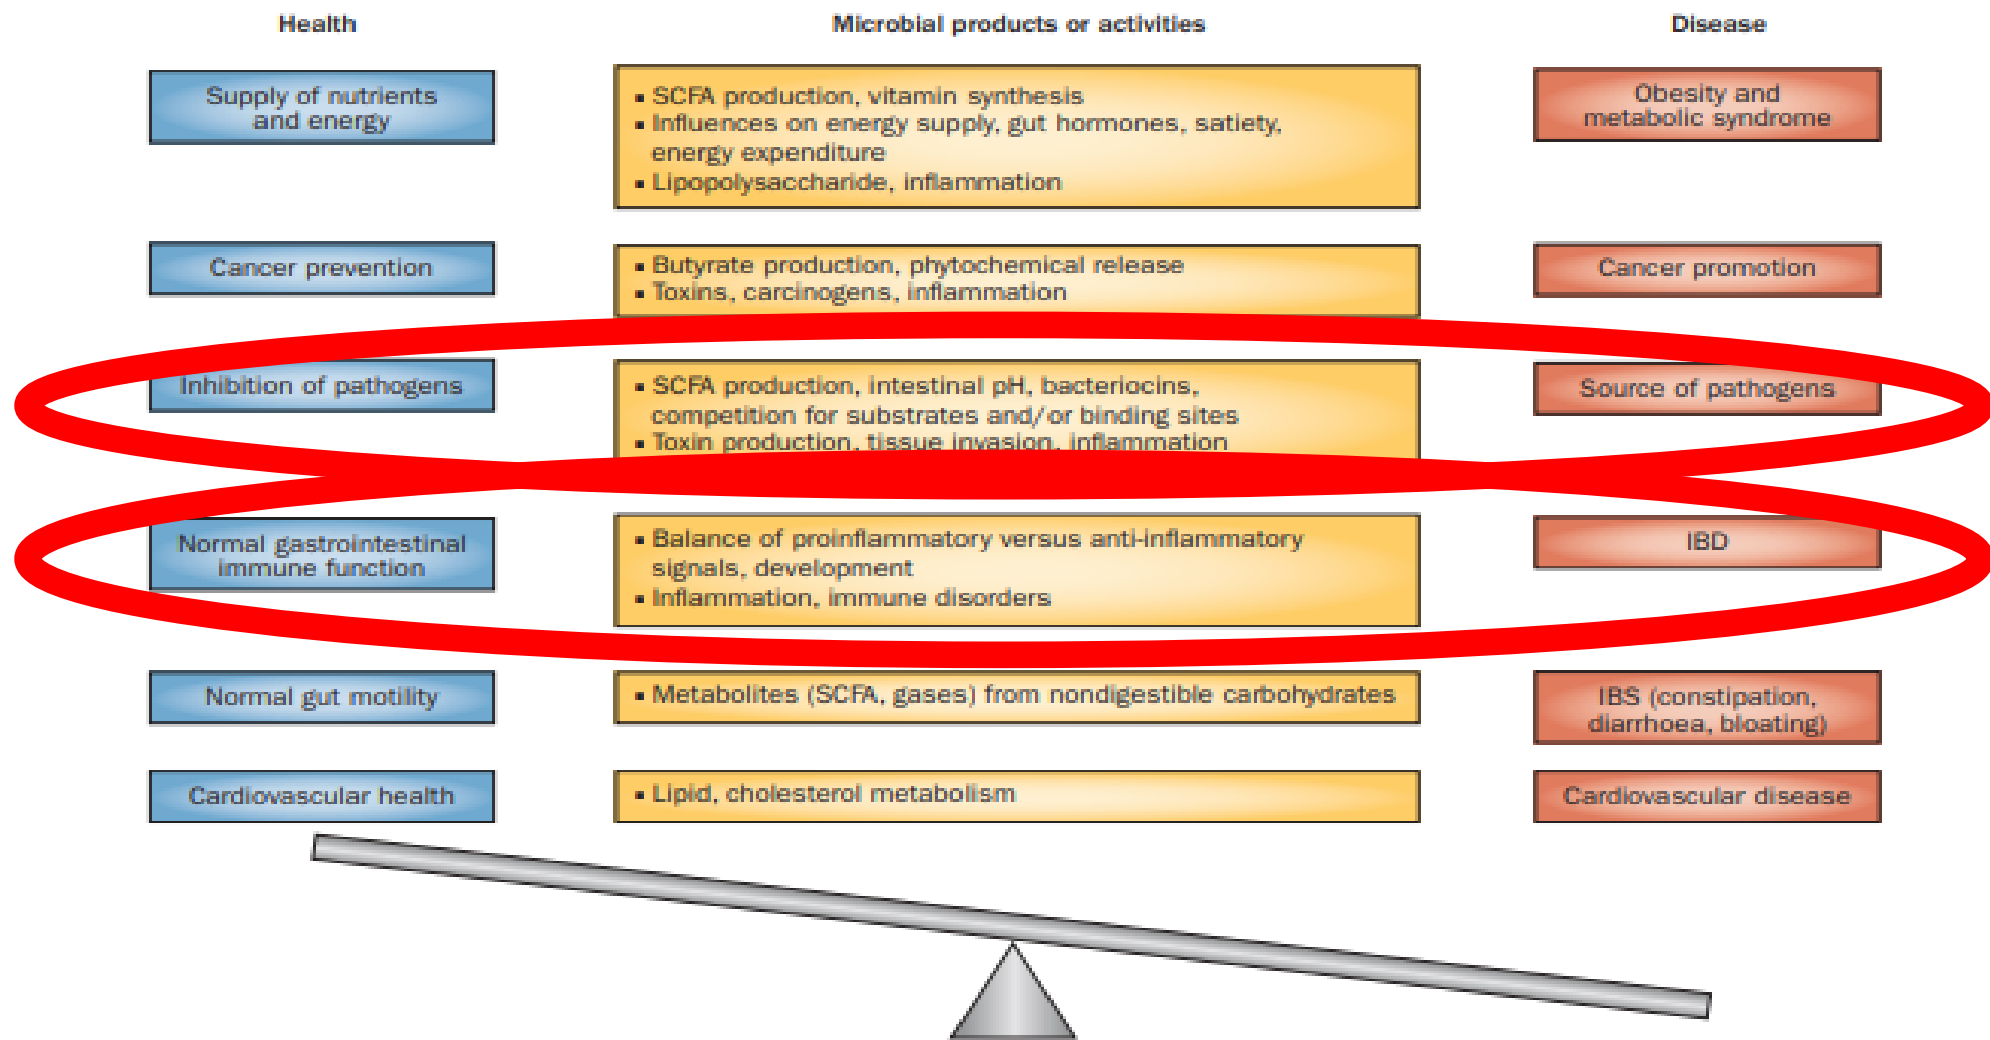 Health
Microbial products or activities
Disease
Supply of nutrients
and energy
▪ SCFA production, vitamin synthesis
▪ Influences on energy supply, gut hormones, satiety,
energy expenditure
▪ Lipopolysaccharide, inflammation
Obesity and
metabolic syndrome
Cancer prevention
▪ Butyrate production, phytochemical release
▪ Toxins, carcinogens, inflammation
Cancer promotion
Inhibition of pathogens
▪ SCFA production, intestinal pH, bacteriocins,
competition for substrates and/or binding sites
▪ Toxin production, tissue invasion, inflammation
Source of pathogens
Normal gastrointestinal
immune function
▪ Balance of proinflammatory versus anti-inflammatory
signals, development
▪ Inflammation, immune disorders
IBD
Normal gut motility
▪ Metabolites (SCFA, gases) from nondigestible carbohydrates
IBS (constipation,
diarrhoea, bloating)
Cardiovascular health
▪ Lipid, cholesterol metabolism
Cardiovascular disease